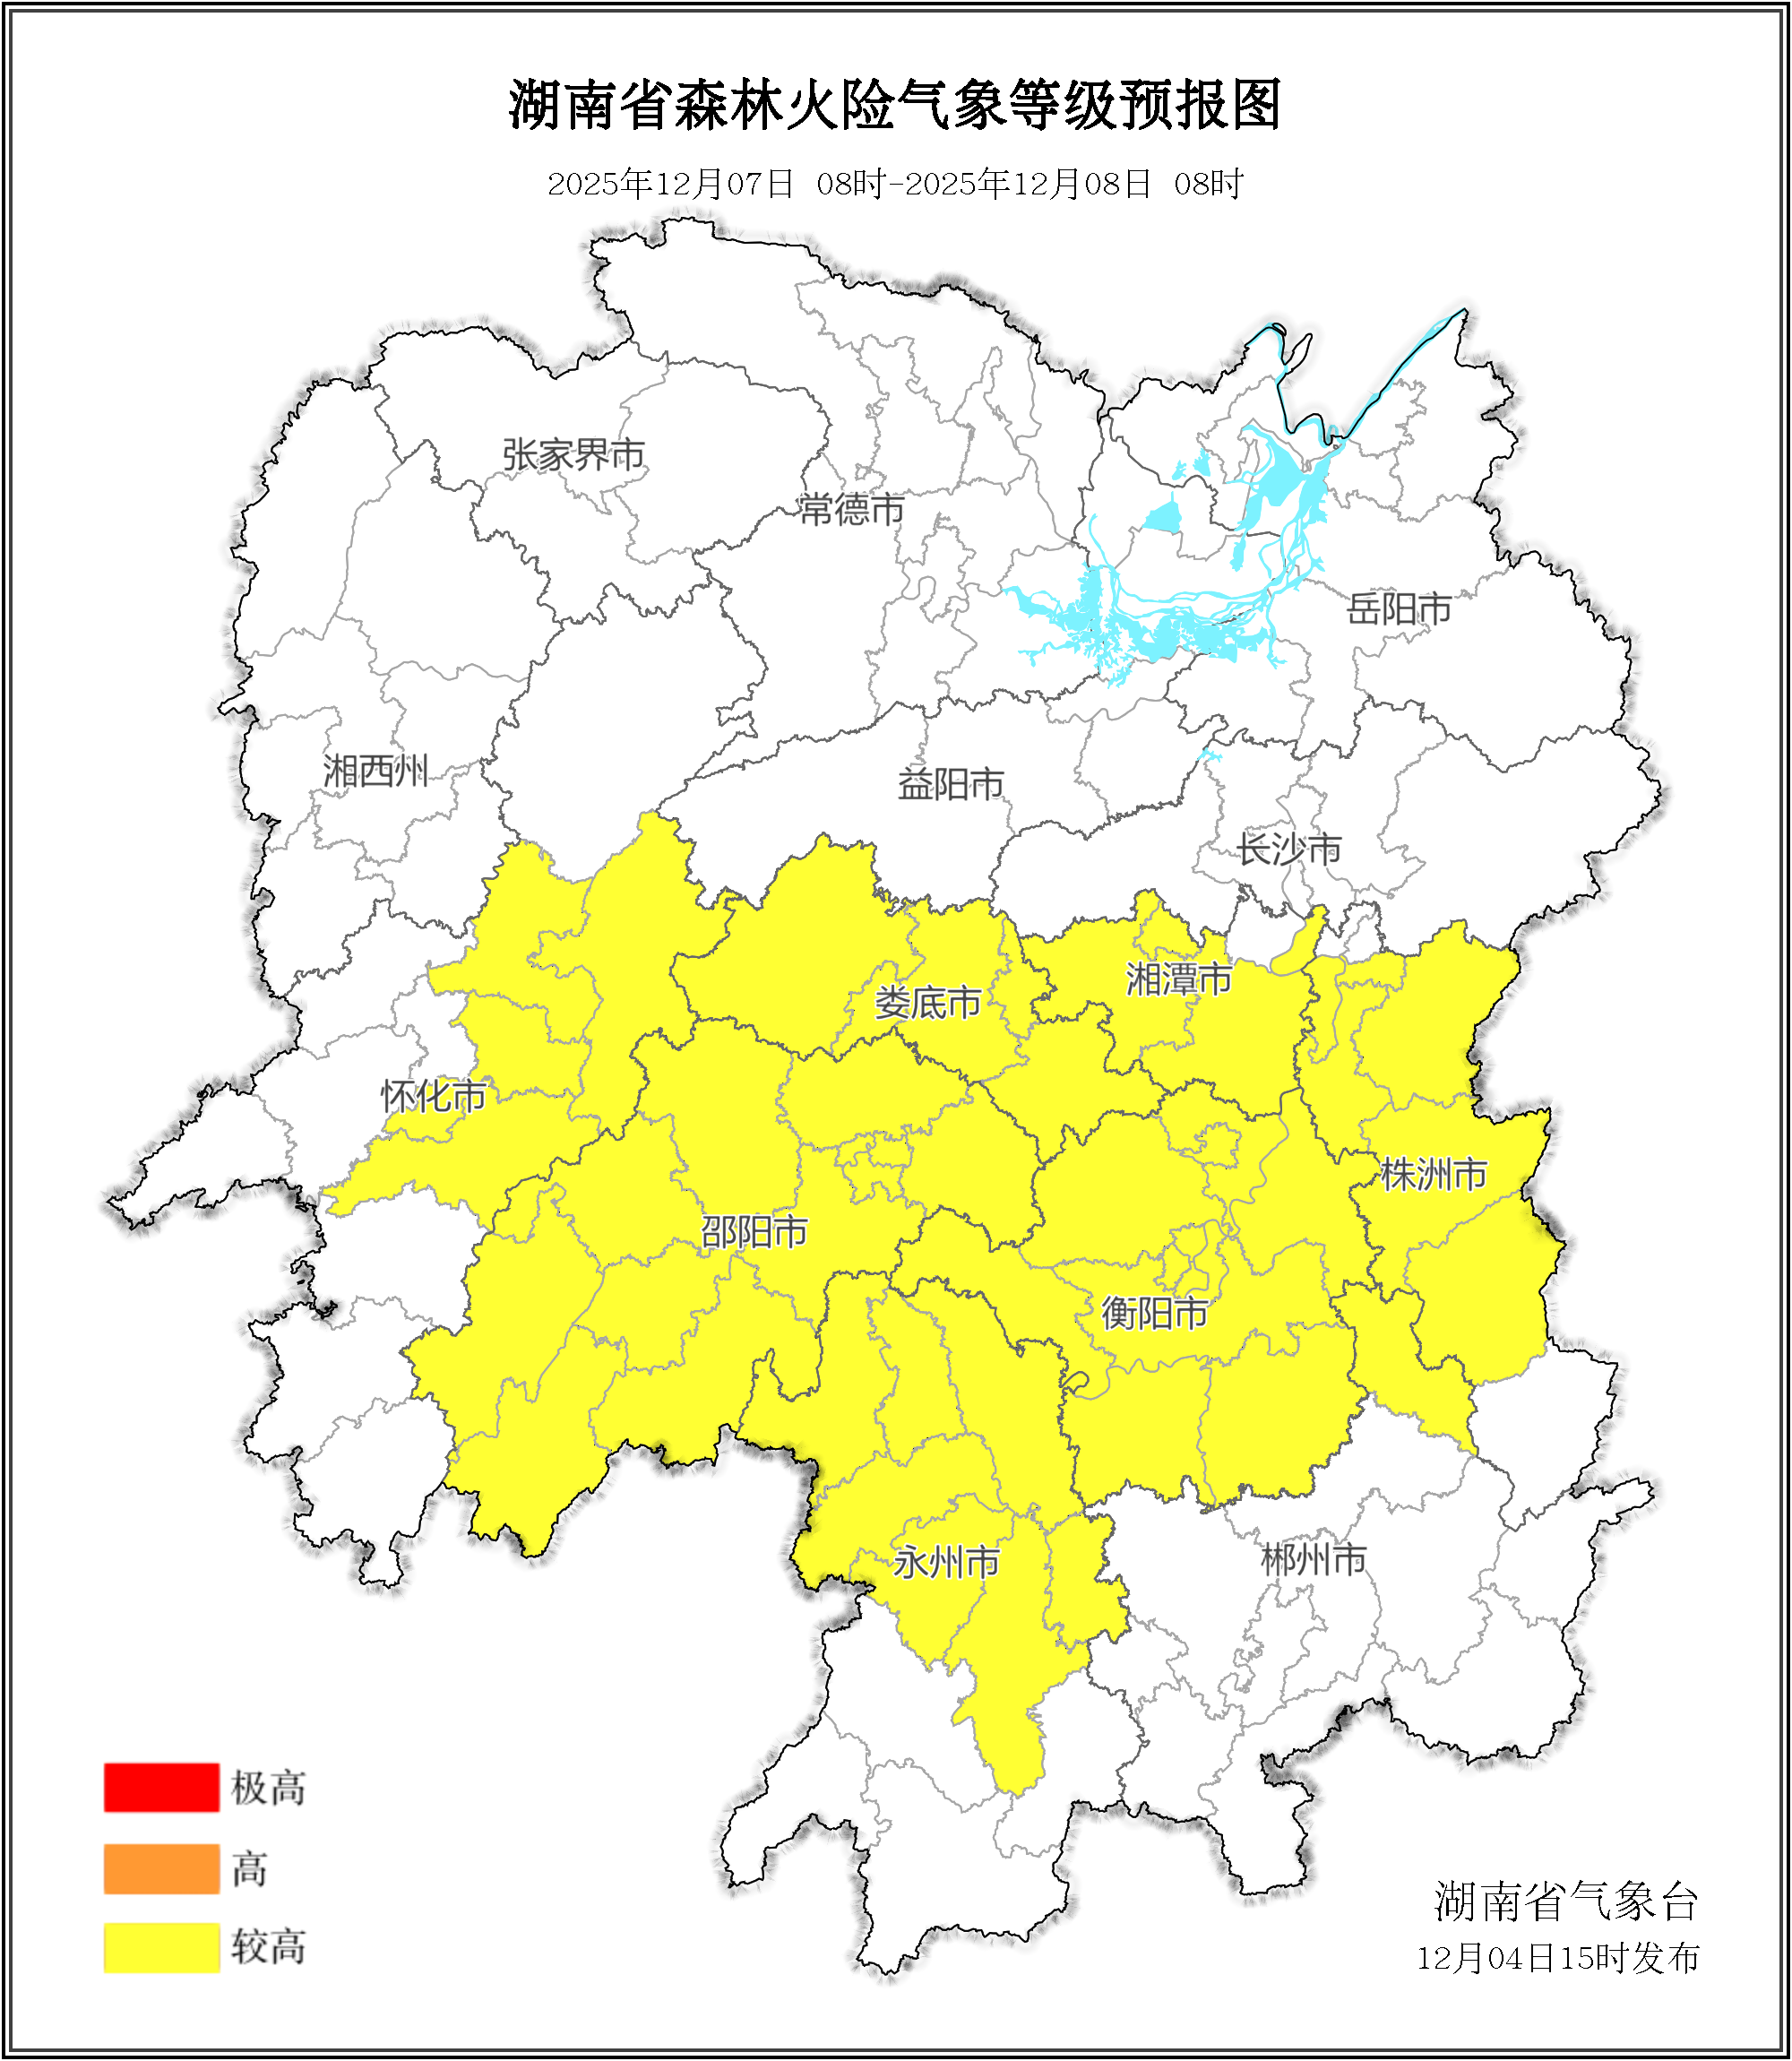 湖南省森林火险气象等级预报图
2025年12月07日 08时-2025年12月08日 08时
张家界市
常德市
岳阳市
湘西州
益阳市
长沙市
湘潭市
娄底市
怀化市
株洲市
邵阳市
衡阳市
永州市
郴州市
极高
高
较高
湖南省气象台
12月04日15时发布